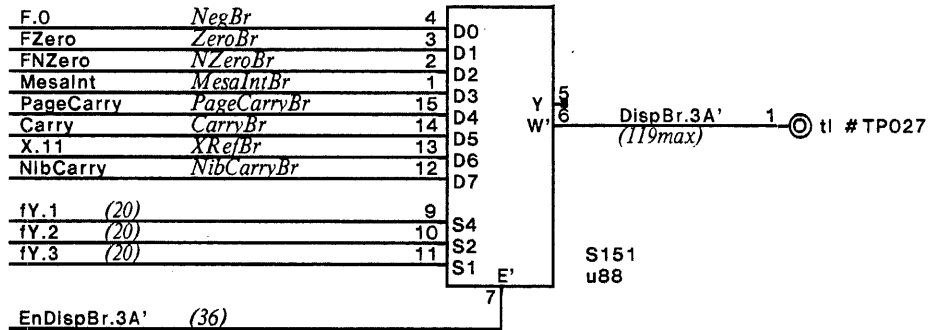 F.0 NegBr 4 D0
FZero ZeroBr 3 D1
FNZero NZeroBr 2 D2
MesaInt MesaIntBr 1 D3
PageCarry PageCarryBr 15 D4
Carry CarryBr 14 D5
X.11 XRefBr 13 D6
NibCarry NibCarryBr 12 D7
Y 5
W' 6 DispBr.3A' 1 tl #TP027
(119max)
fY.1 (20) 9 S4
fY.2 (20) 10 S2
fY.3 (20) 11 S1
S151
u88
E'
7
EnDispBr.3A' (36)